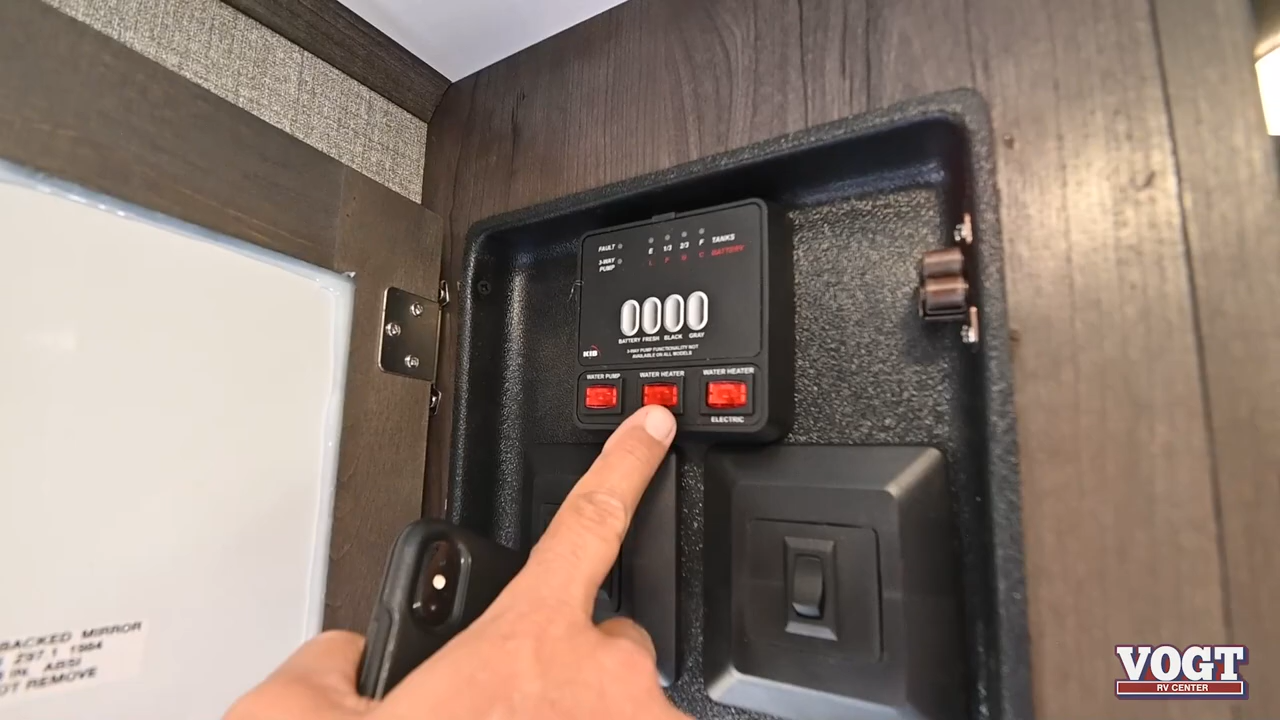 FAULT
E 1/3 2/3 F TANKS
3-WAY
PUMP
L F G C BATTERY
BATTERY FRESH BLACK GRAY
KIB
3-WAY PUMP FUNCTIONALITY NOT
AVAILABLE ON ALL MODELS
WATER PUMP
WATER HEATER
WATER HEATER
ELECTRIC
BACKED MIRROR
Z97.1 1984
IN. ABSI
OT REMOVE
VOGT
RV CENTER